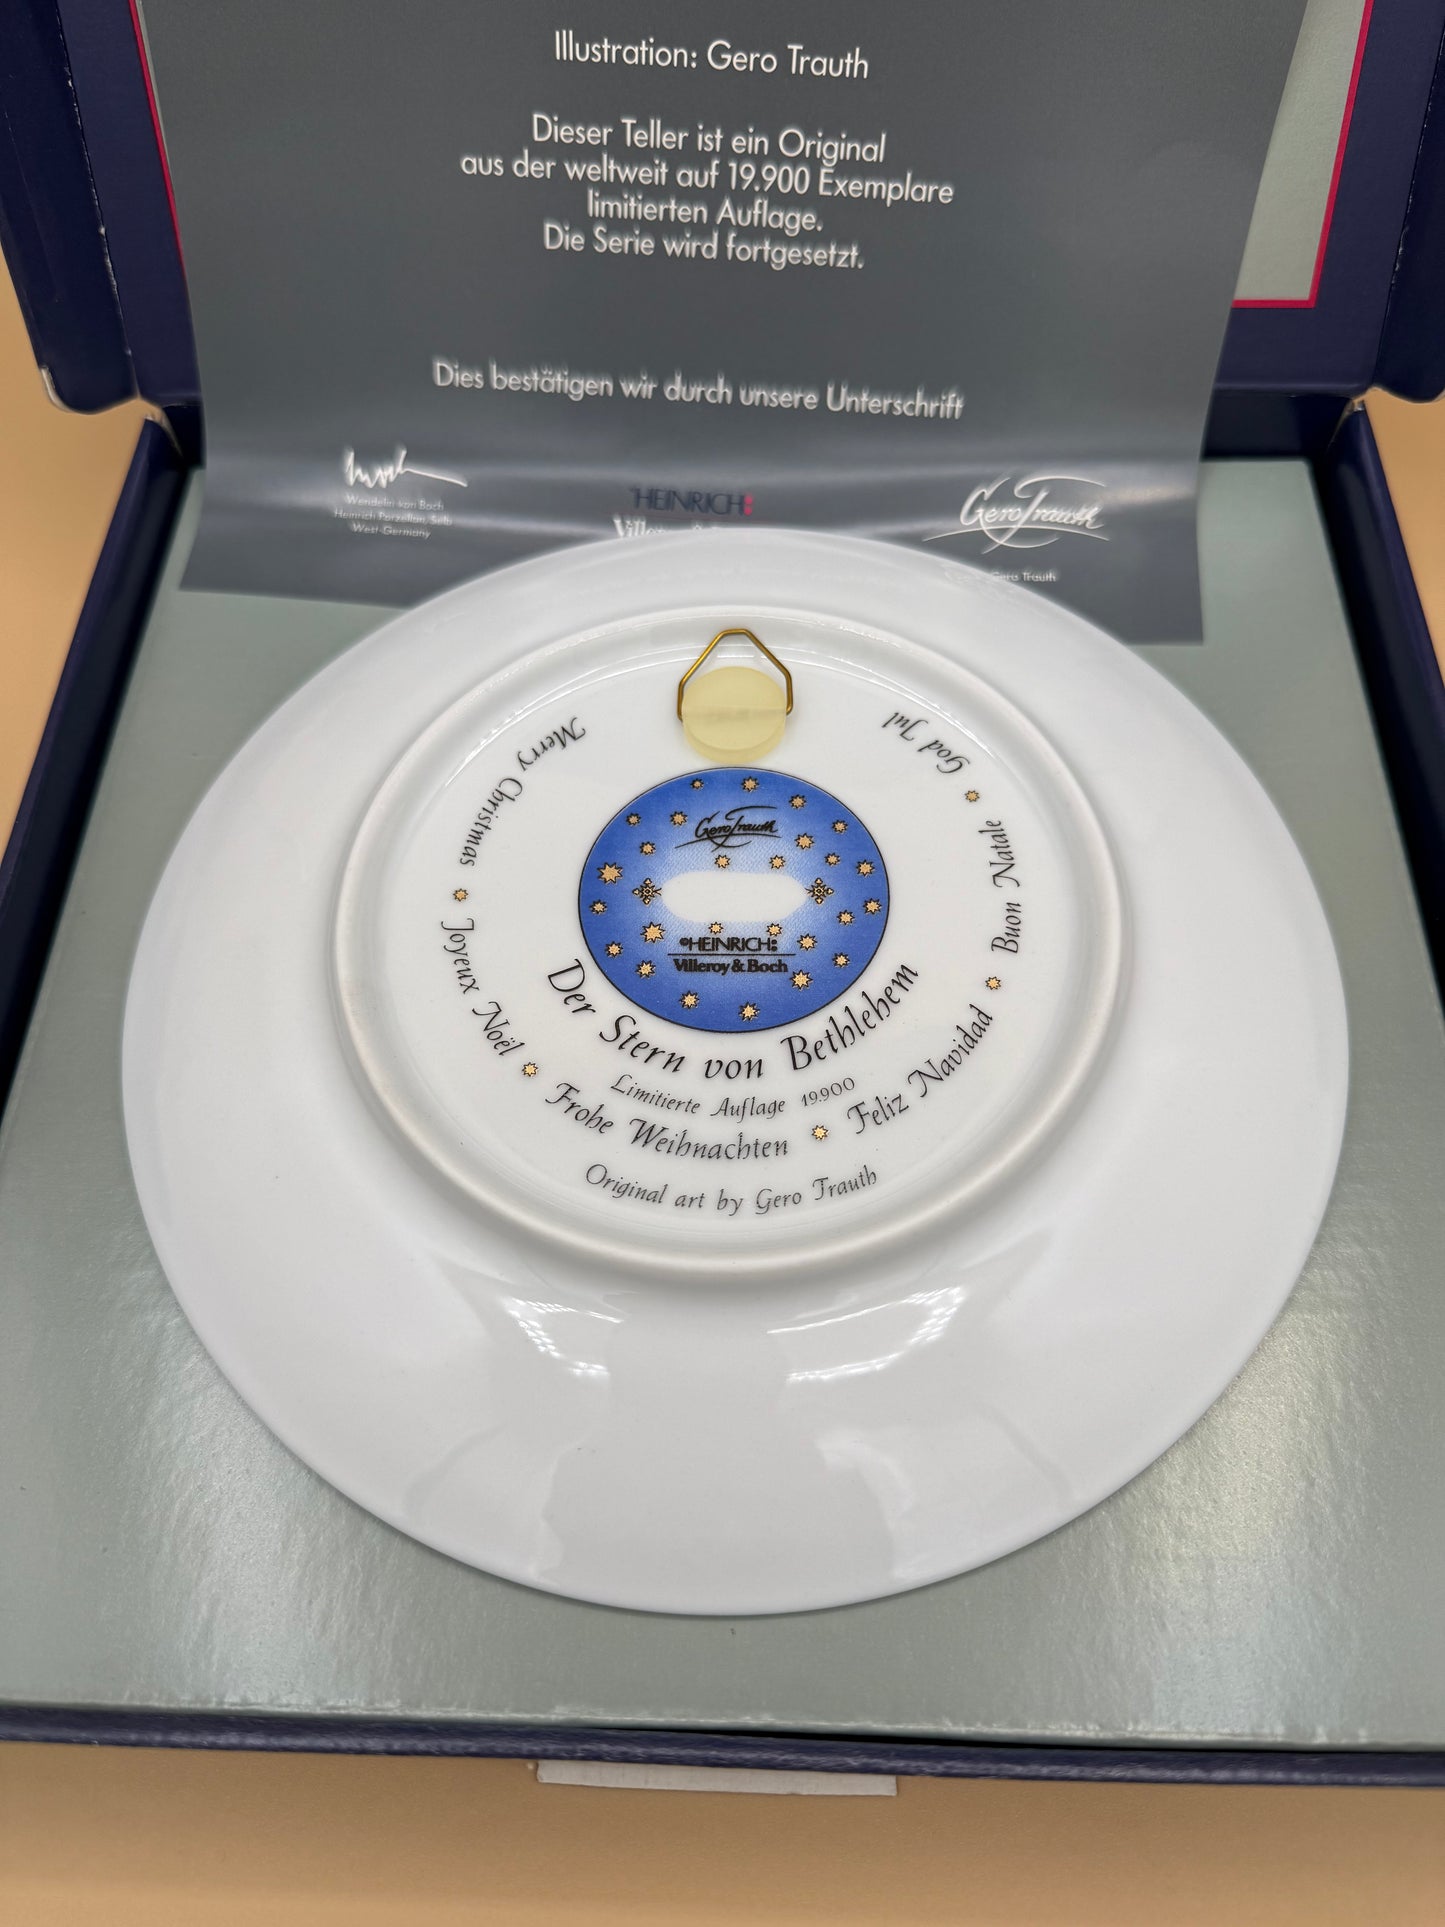 Illustration: Gero Trauth
Dieser Teller ist ein Original
aus der weltweit auf 19.900 Exemplare
limitierten Auflage.
Die Serie wird fortgesetzt.
Dies bestätigen wir durch unsere Unterschrift
Wendelin von Boch
Heinrich Porzellan, Selb
West-Germany
HEINRICH
Villeroy &
Gero Trauth
Gero Trauth
Gero Trauth
©HEINRICH
Villeroy & Boch
Der Stern von Bethlehem
Limitierte Auflage 19.900
Merry Christmas
Joyeux Noël
Frohe Weihnachten
Feliz Navidad
Buon Natale
God Jul
Original art by Gero Trauth